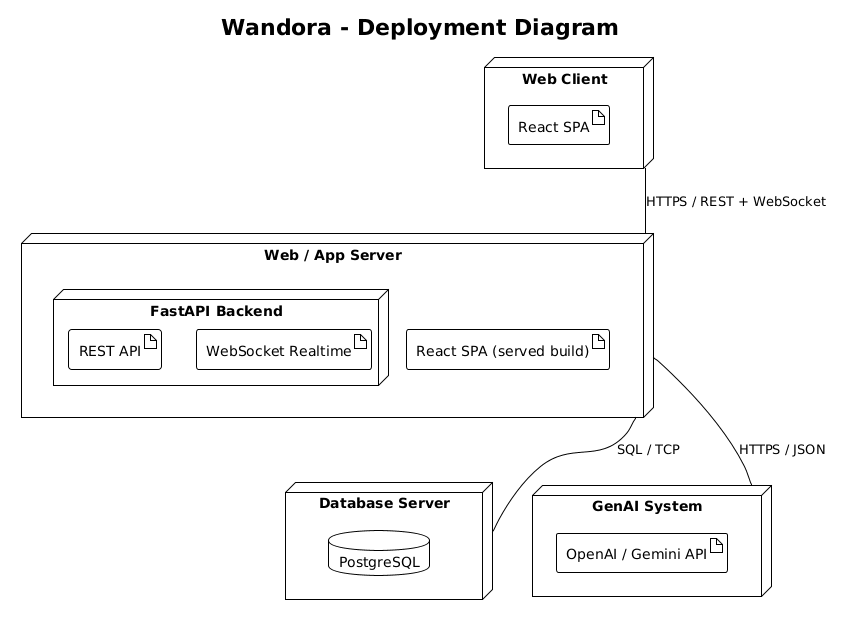 Wandora - Deployment Diagram
Web Client
React SPA
HTTPS / REST + WebSocket
Web / App Server
FastAPI Backend
REST API
WebSocket Realtime
React SPA (served build)
SQL / TCP
HTTPS / JSON
Database Server
PostgreSQL
GenAI System
OpenAI / Gemini API